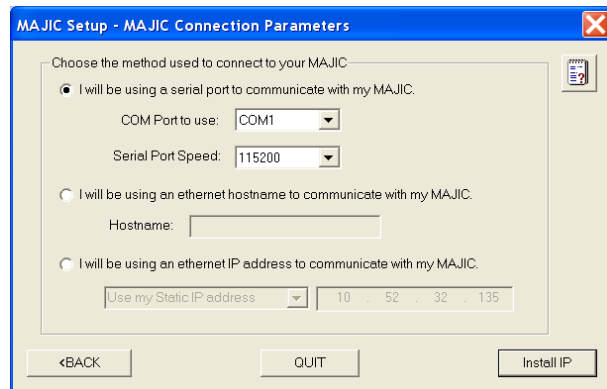 MAJIC Setup - MAJIC Connection Parameters
Choose the method used to connect to your MAJIC
I will be using a serial port to communicate with my MAJIC.
COM Port to use: COM1
Serial Port Speed: 115200
I will be using an ethernet hostname to communicate with my MAJIC.
Hostname:
I will be using an ethernet IP address to communicate with my MAJIC.
Use my Static IP address 10 . 52 . 32 . 135
<BACK QUIT Install IP